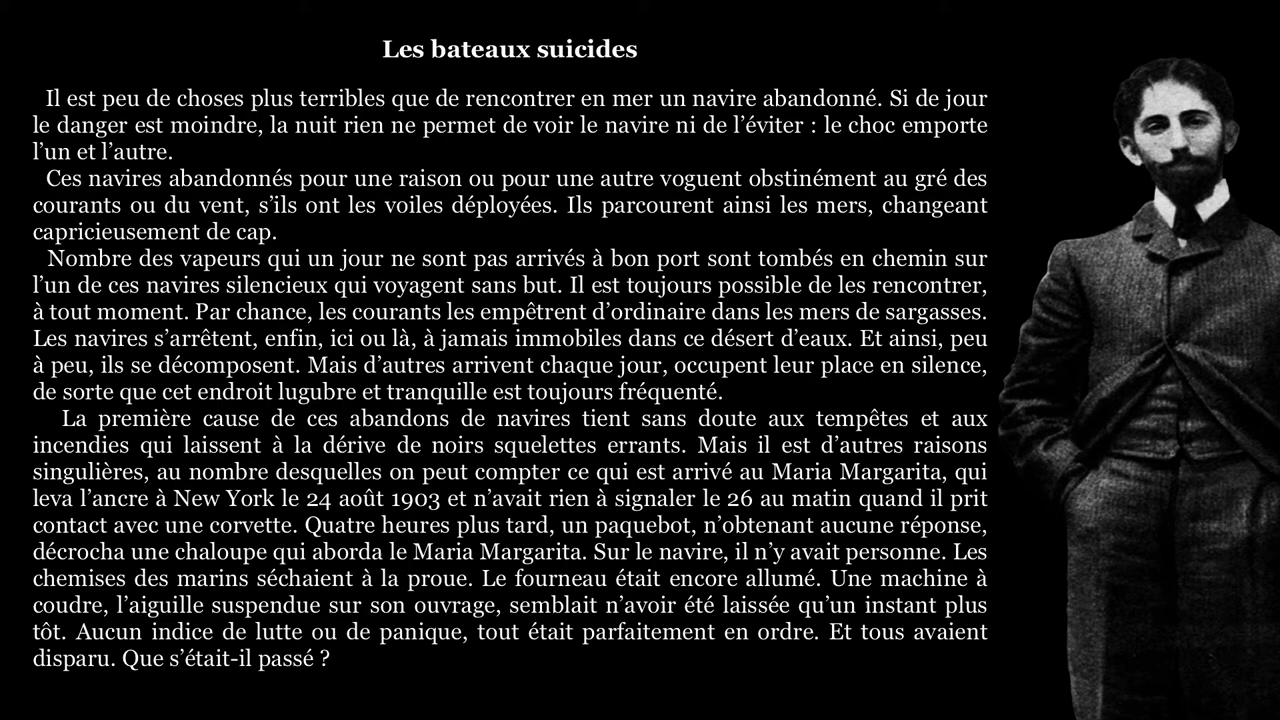 Les bateaux suicides
Il est peu de choses plus terribles que de rencontrer en mer un navire abandonné. Si de jour
le danger est moindre, la nuit rien ne permet de voir le navire ni de l’éviter : le choc emporte
l’un et l’autre.
Ces navires abandonnés pour une raison ou pour une autre voguent obstinément au gré des
courants ou du vent, s’ils ont les voiles déployées. Ils parcourent ainsi les mers, changeant
capricieusement de cap.
Nombre des vapeurs qui un jour ne sont pas arrivés à bon port sont tombés en chemin sur
l’un de ces navires silencieux qui voyagent sans but. Il est toujours possible de les rencontrer,
à tout moment. Par chance, les courants les empêtrent d’ordinaire dans les mers de sargasses.
Les navires s’arrêtent, enfin, ici ou là, à jamais immobiles dans ce désert d’eaux. Et ainsi, peu
à peu, ils se décomposent. Mais d’autres arrivent chaque jour, occupent leur place en silence,
de sorte que cet endroit lugubre et tranquille est toujours fréquenté.
La première cause de ces abandons de navires tient sans doute aux tempêtes et aux
incendies qui laissent à la dérive de noirs squelettes errants. Mais il est d’autres raisons
singulières, au nombre desquelles on peut compter ce qui est arrivé au Maria Margarita, qui
leva l’ancre à New York le 24 août 1903 et n’avait rien à signaler le 26 au matin quand il prit
contact avec une corvette. Quatre heures plus tard, un paquebot, n’obtenant aucune réponse,
décrocha une chaloupe qui aborda le Maria Margarita. Sur le navire, il n’y avait personne. Les
chemises des marins séchaient à la proue. Le fourneau était encore allumé. Une machine à
coudre, l’aiguille suspendue sur son ouvrage, semblait n’avoir été laissée qu’un instant plus
tôt. Aucun indice de lutte ou de panique, tout était parfaitement en ordre. Et tous avaient
disparu. Que s’était-il passé ?